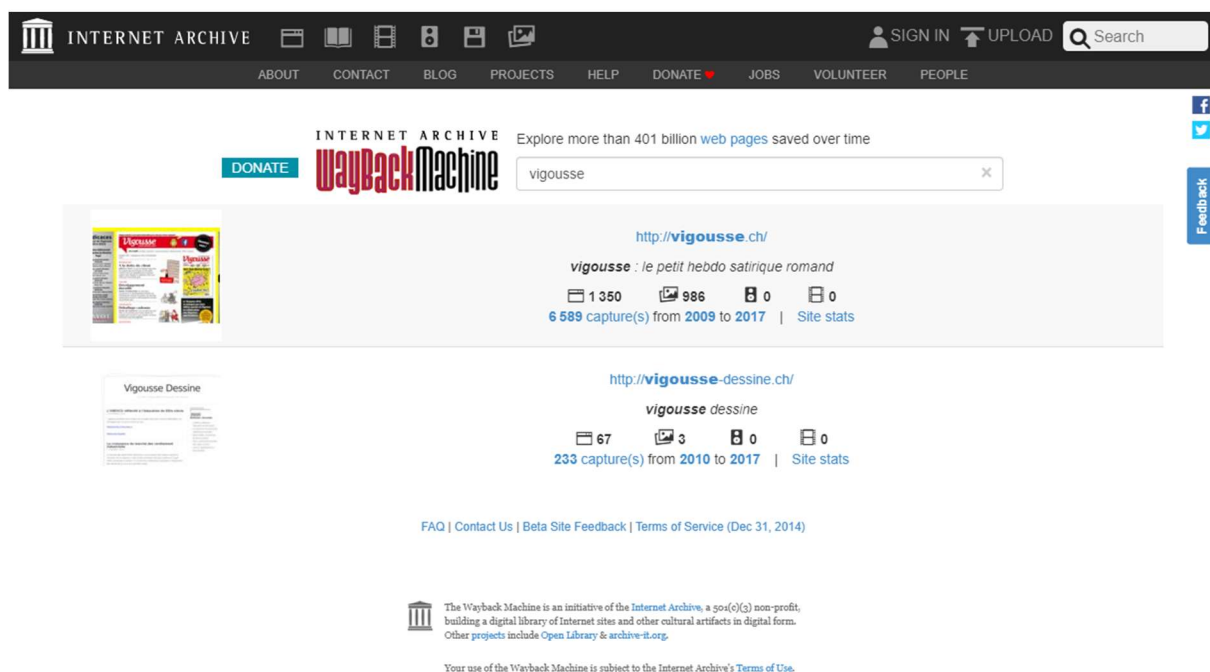 INTERNET ARCHIVE SIGN IN UPLOAD Search
ABOUT CONTACT BLOG PROJECTS HELP DONATE JOBS VOLUNTEER PEOPLE
DONATE
INTERNET ARCHIVE
WayBackMachine
Explore more than 401 billion web pages saved over time
vigousse
Feedback
Vigousse
http://vigousse.ch/
vigousse : le petit hebdo satirique romand
1 350 986 0 0
6 589 capture(s) from 2009 to 2017 | Site stats
Vigousse Dessine
http://vigousse-dessine.ch/
vigousse dessine
67 3 0 0
233 capture(s) from 2010 to 2017 | Site stats
FAQ | Contact Us | Beta Site Feedback | Terms of Service (Dec 31, 2014)
The Wayback Machine is an initiative of the Internet Archive, a 501(c)(3) non-profit,
building a digital library of Internet sites and other cultural artifacts in digital form.
Other projects include Open Library & archive-it.org.
Your use of the Wayback Machine is subject to the Internet Archive's Terms of Use.